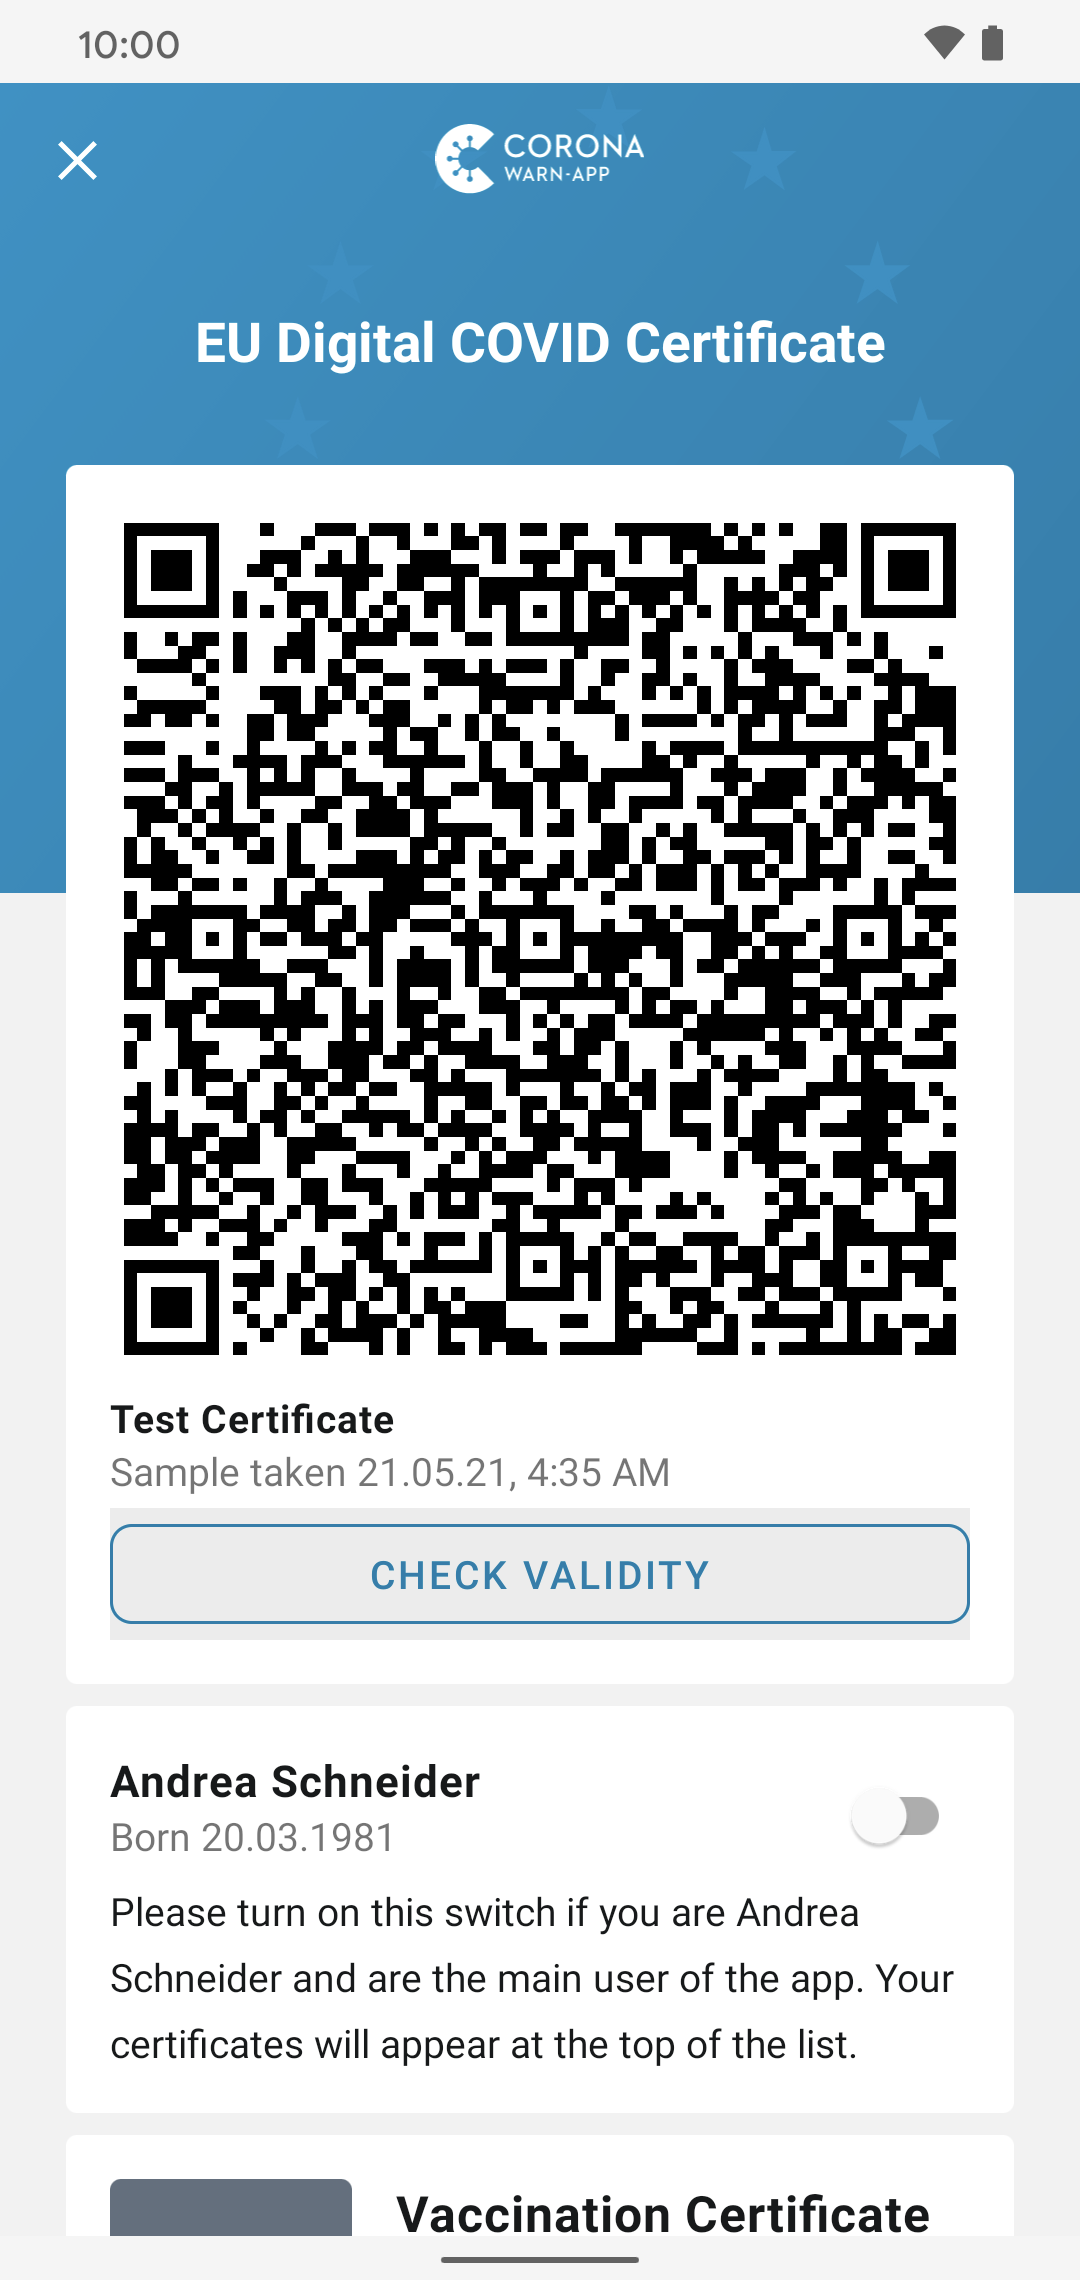 10:00
CORONA
WARN-APP
EU Digital COVID Certificate
Test Certificate
Sample taken 21.05.21, 4:35 AM
CHECK VALIDITY
Andrea Schneider
Born 20.03.1981
Please turn on this switch if you are Andrea
Schneider and are the main user of the app. Your
certificates will appear at the top of the list.
Vaccination Certificate